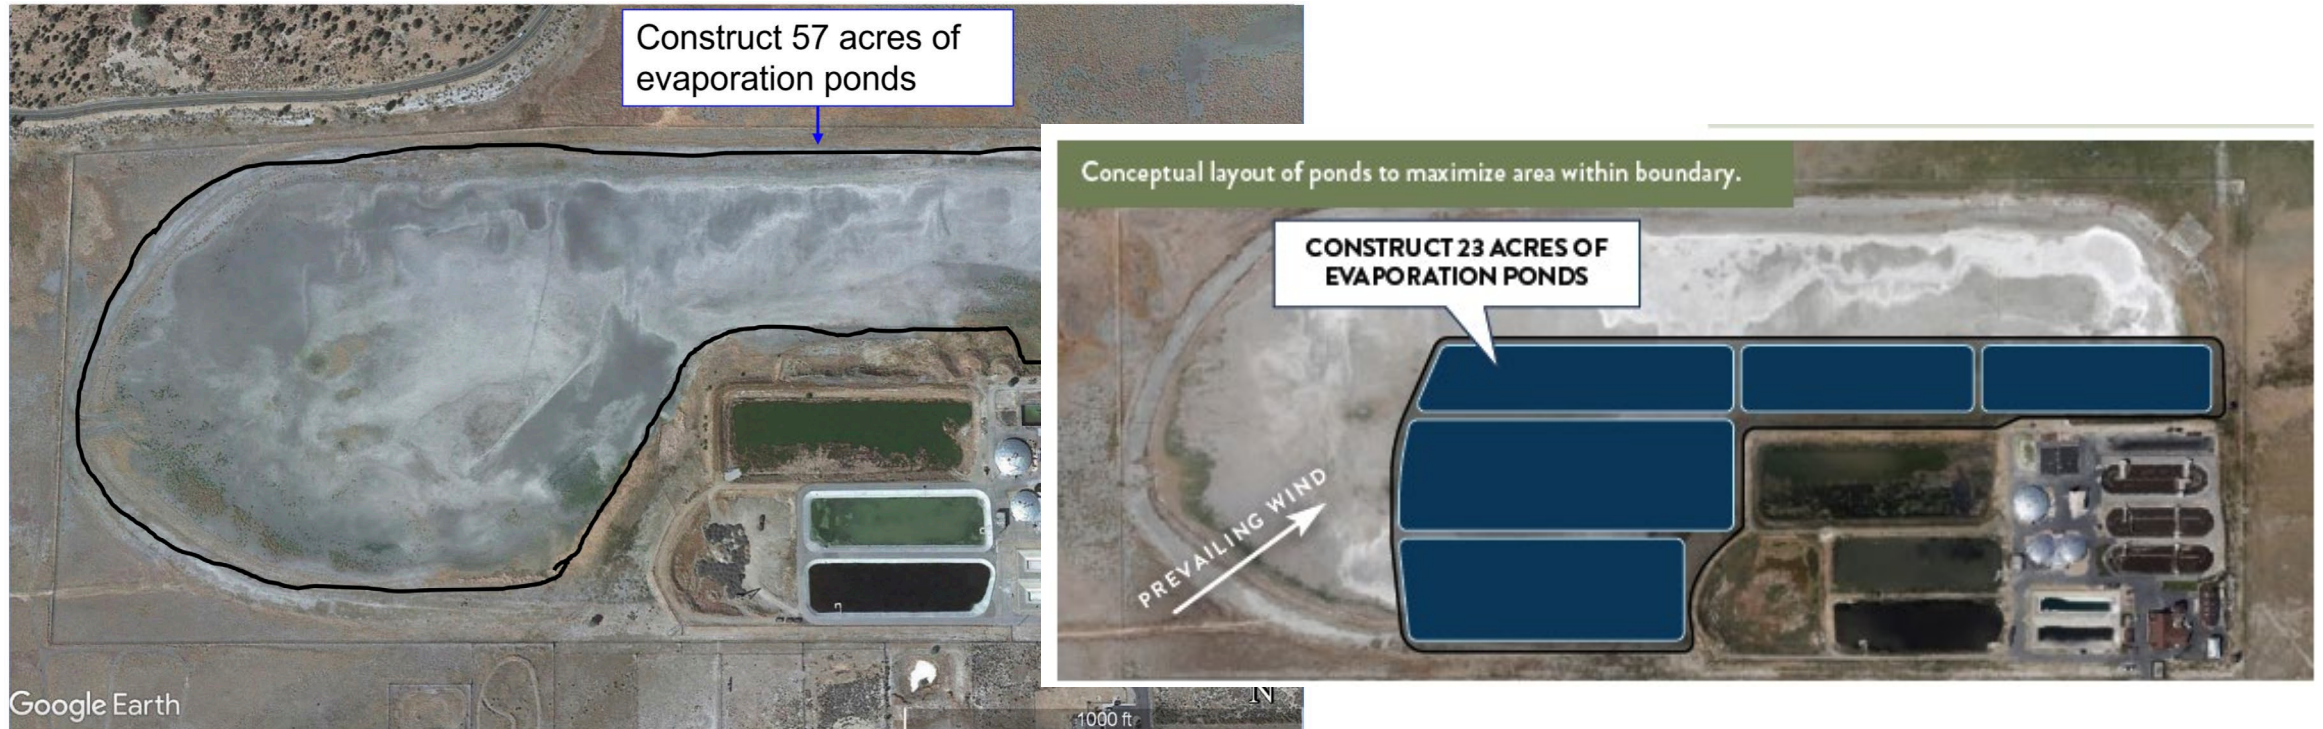 Construct 57 acres of
evaporation ponds
Conceptual layout of ponds to maximize area within boundary.
CONSTRUCT 23 ACRES OF
EVAPORATION PONDS
PREVAILING WIND
Google Earth
1000 ft
N